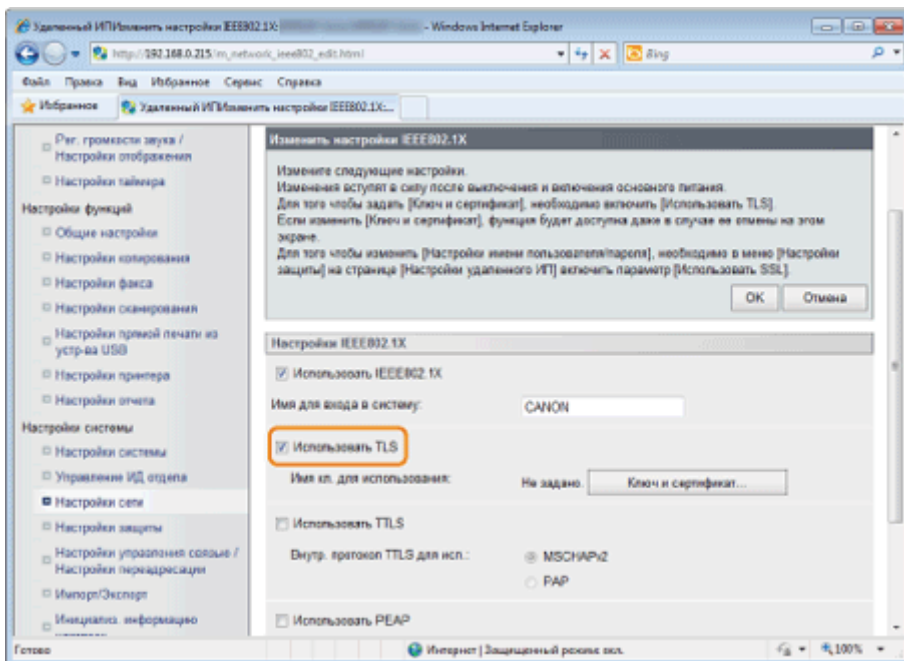 Удаленный ИПИзменить настройки IEEE802.1X: - Windows Internet Explorer
http://192.168.0.215/m_network_ieee802_edit.html
Bing
Файл Правка Вид Избранное Сервис Справка
Избранное
Удаленный ИПИзменить настройки IEEE802.1X:...
Рег. громкости звука /
Настройки отображения
Настройки таймера
Настройки функций
Общие настройки
Настройки копирования
Настройки факса
Настройки сканирования
Настройки прямой печати из
устр-ва USB
Настройки принтера
Настройки отчета
Настройки системы
Настройки системы
Управление ИД отдела
Настройки сети
Настройки защиты
Настройки управления связью /
Настройки переадресации
Импорт/Экспорт
Инициализ. информацию
Изменить настройки IEEE802.1X
Измените следующие настройки.
Изменения вступят в силу после выключения и включения основного питания.
Для того чтобы задать [Ключ и сертификат], необходимо включить [Использовать TLS].
Если изменить [Ключ и сертификат], функция будет доступна даже в случае ее отмены на этом
экране.
Для того чтобы изменить [Настройки имени пользователя/пароля], необходимо в меню [Настройки
защиты] на странице [Настройки удаленного ИП] включить параметр [Использовать SSL].
OK Отмена
Настройки IEEE802.1X
Использовать IEEE802.1X
Имя для входа в систему: CANON
Использовать TLS
Имя кл. для использования: Не задано. Ключ и сертификат...
Использовать TTLS
Внутр. протокол TTLS для исп.: MSCHAPv2
PAP
Использовать PEAP
Готово
Интернет | Защищенный режим: вкл.
100%